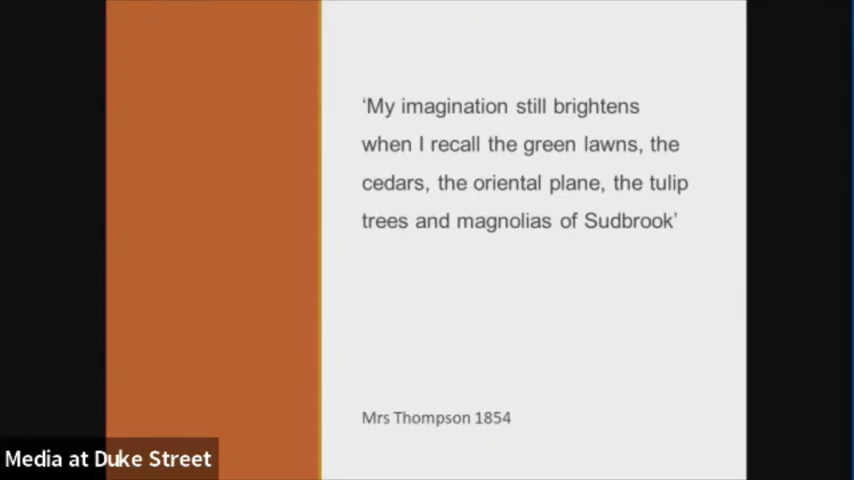 ‘My imagination still brightens
when I recall the green lawns, the
cedars, the oriental plane, the tulip
trees and magnolias of Sudbrook’
Mrs Thompson 1854
Media at Duke Street